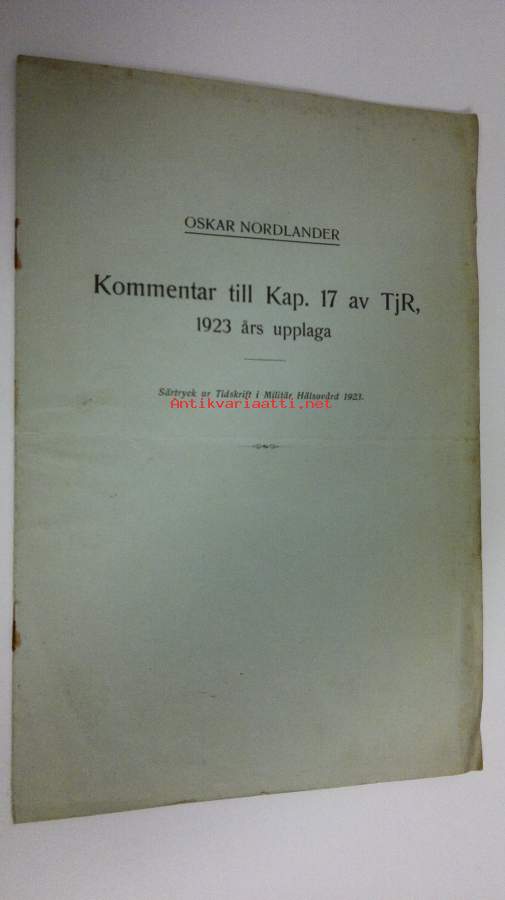 OSKAR NORDLANDER
Kommentar till Kap. 17 av TjR,
1923 års upplaga
Särtryck ur Tidskrift i Militär Hälsovård 1923.
Antikvariaatti.net